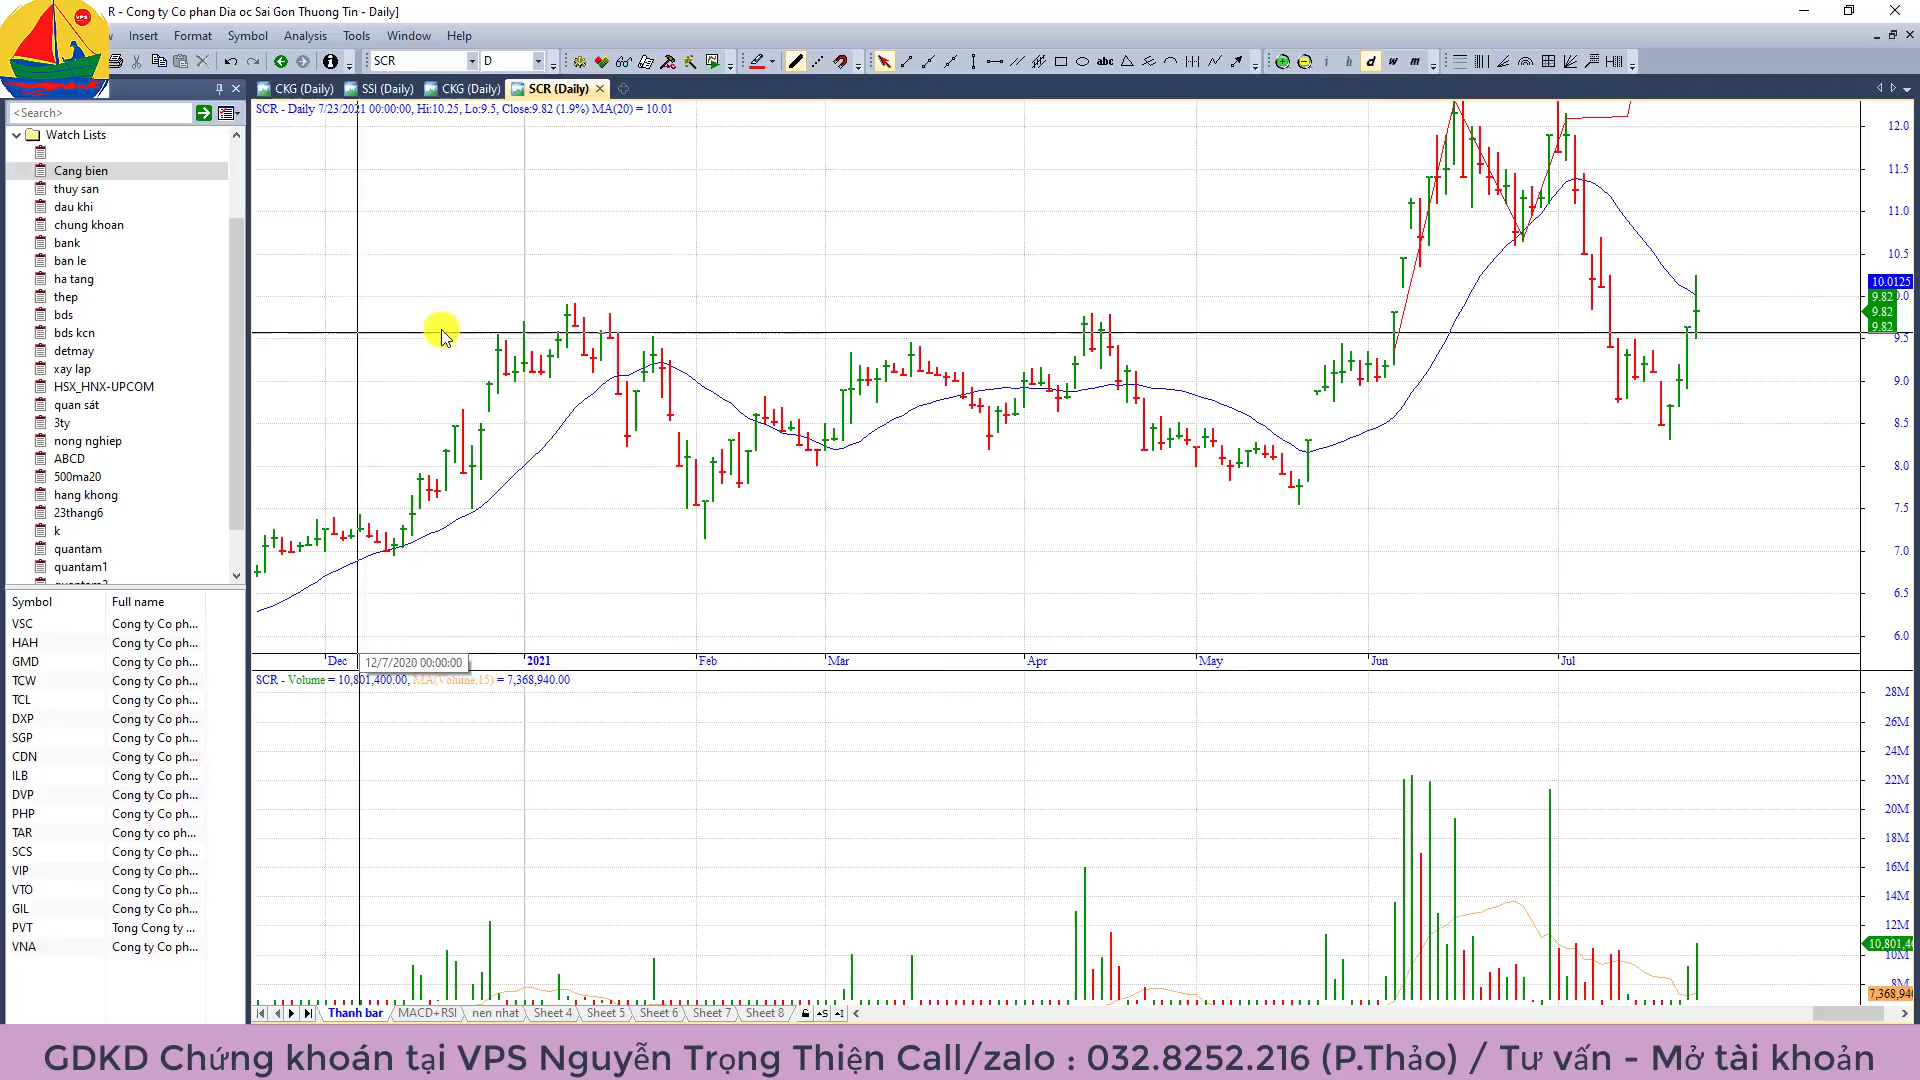 VPS
R - Cong ty Co phan Dia oc Sai Gon Thuong Tin - Daily]
Insert Format Symbol Analysis Tools Window Help
SCR D abc i h d w m
CKG (Daily) SSI (Daily) CKG (Daily) SCR (Daily)
<Search>
SCR - Daily 7/23/2021 00:00:00, Hi:10.25, Lo:9.5, Close:9.82 (1.9%) MA(20) = 10.01
Watch Lists
Cang bien
thuy san
dau khi
chung khoan
bank
ban le
ha tang
thep
bds
bds kcn
detmay
xay lap
HSX_HNX-UPCOM
quan sát
3ty
nong nghiep
ABCD
500ma20
hang khong
23thang6
k
quantam
quantam1
Symbol Full name
VSC Cong ty Co ph...
HAH Cong ty Co ph...
GMD Cong ty Co ph...
TCW Cong ty Co ph...
TCL Cong ty Co ph...
DXP Cong ty Co ph...
SGP Cong ty Co ph...
CDN Cong ty Co ph...
ILB Cong ty Co ph...
DVP Cong ty Co ph...
PHP Cong ty Co ph...
TAR Cong ty co ph...
SCS Cong ty Co ph...
VIP Cong ty Co ph...
VTO Cong ty Co ph...
GIL Cong ty Co ph...
PVT Tong Cong ty ...
VNA Cong ty Co ph...
12.0
11.5
11.0
10.5
10.0125
9.82
9.82
9.82
9.5
9.0
8.5
8.0
7.5
7.0
6.5
6.0
Dec 12/7/2020 00:00:00 2021 Feb Mar Apr May Jun Jul
SCR - Volume = 10,801,400.00, MA(Volume,15) = 7,368,940.00
28M
26M
24M
22M
20M
18M
16M
14M
12M
10,801,40
10M
8M
7,368,940
Thanh bar MACD+RSI nen nhat Sheet 4 Sheet 5 Sheet 6 Sheet 7 Sheet 8
GDKD Chứng khoán tại VPS Nguyễn Trọng Thiện Call/zalo : 032.8252.216 (P.Thảo) / Tư vấn - Mở tài khoản